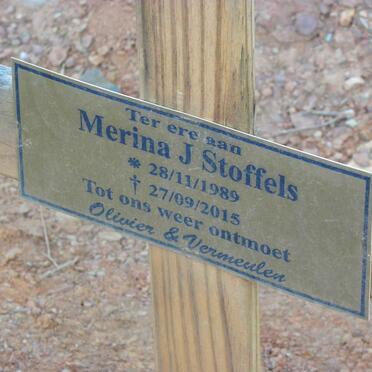 Ter ere aan
Merina J Stoffels
* 28/11/1989
† 27/09/2015
Tot ons weer ontmoet
Olivier & Vermeulen